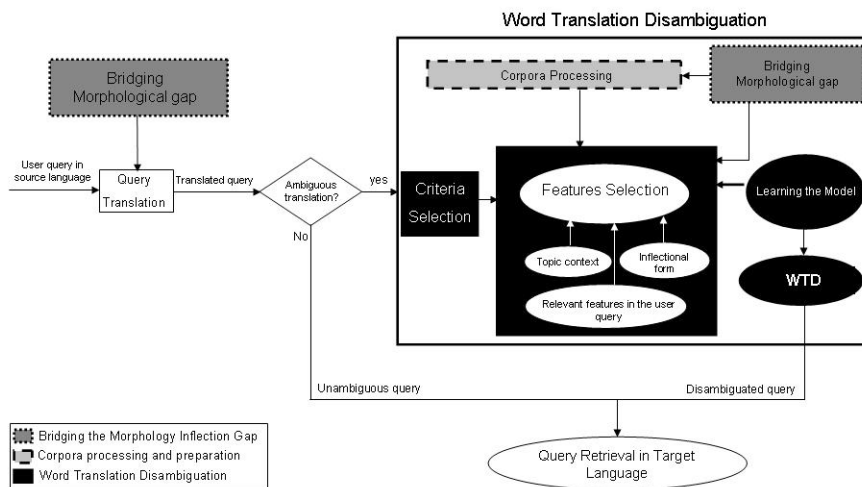 Word Translation Disambiguation
Bridging
Morphological gap
Corpora Processing
Bridging
Morphological gap
User query in
source language
Query
Translation
Translated query
Ambiguous
translation?
yes
No
Criteria
Selection
Features Selection
Topic context
Inflectional
form
Relevant features in the user
query
Learning the Model
WTD
Unambiguous query
Disambiguated query
Query Retrieval in Target
Language
Bridging the Morphology Inflection Gap
Corpora processing and preparation
Word Translation Disambiguation